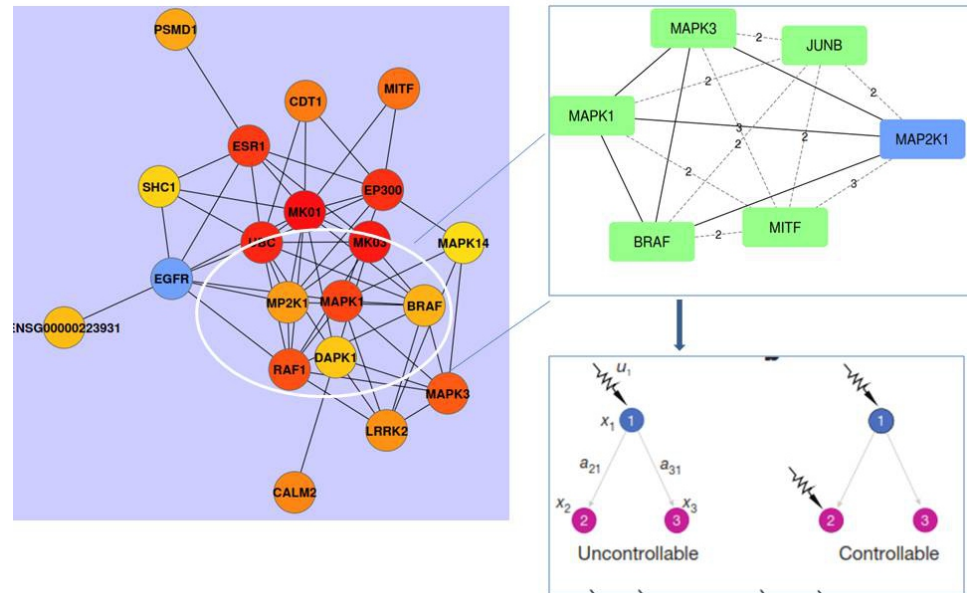 PSMD1
CDT1
MITF
ESR1
SHC1
EP300
MK01
UBC
MK03
MAPK14
EGFR
MP2K1
MAPK1
BRAF
ENSG00000223931
DAPK1
RAF1
MAPK3
LRRK2
CALM2
MAPK3
2
JUNB
2
2
MAPK1
3
2
2
MAP2K1
2
3
BRAF
2
MITF
u1
x1
1
1
a21
a31
x2
2
x3
3
2
3
Uncontrollable
Controllable